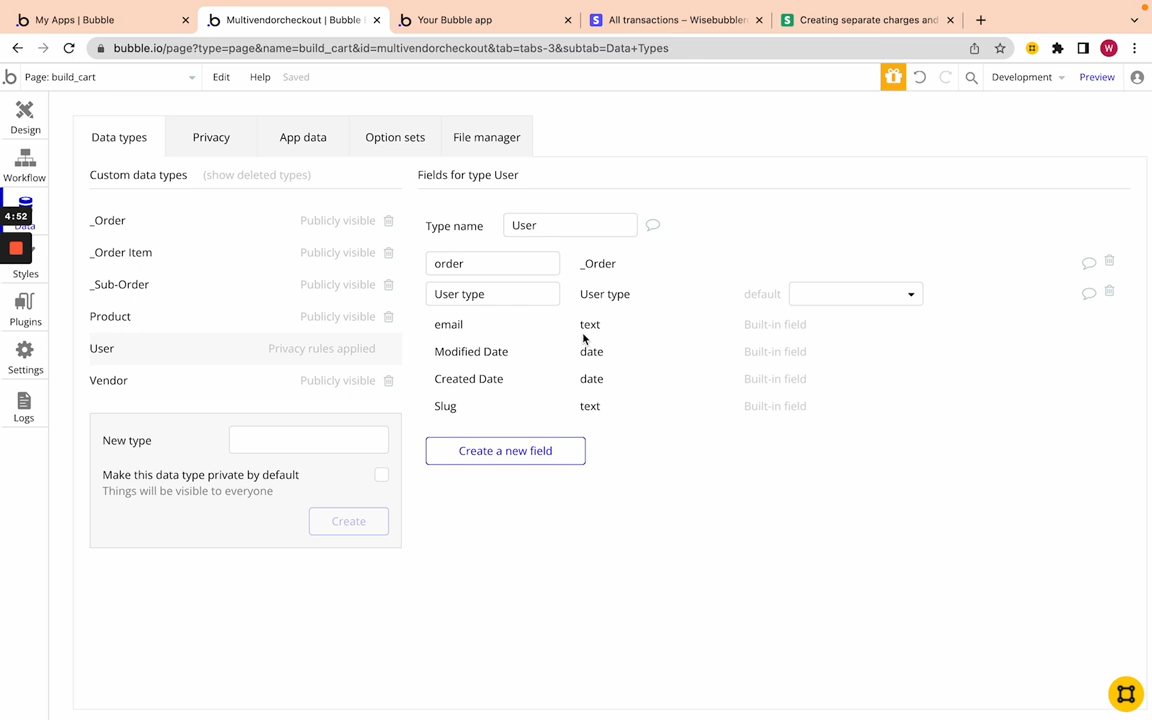 My Apps | Bubble
Multivendorcheckout | Bubble
Your Bubble app
All transactions – Wisebubbler
Creating separate charges and
bubble.io/page?type=page&name=build_cart&id=multivendorcheckout&tab=tabs-3&subtab=Data+Types
W
Page: build_cart
Edit
Help
Saved
Development
Preview
Design
Workflow
4:52
Data
Styles
Plugins
Settings
Logs
Data types
Privacy
App data
Option sets
File manager
Custom data types (show deleted types)
_Order Publicly visible
_Order Item Publicly visible
_Sub-Order Publicly visible
Product Publicly visible
User Privacy rules applied
Vendor Publicly visible
New type
Make this data type private by default
Things will be visible to everyone
Create
Fields for type User
Type name User
order _Order
User type User type default
email text Built-in field
Modified Date date Built-in field
Created Date date Built-in field
Slug text Built-in field
Create a new field